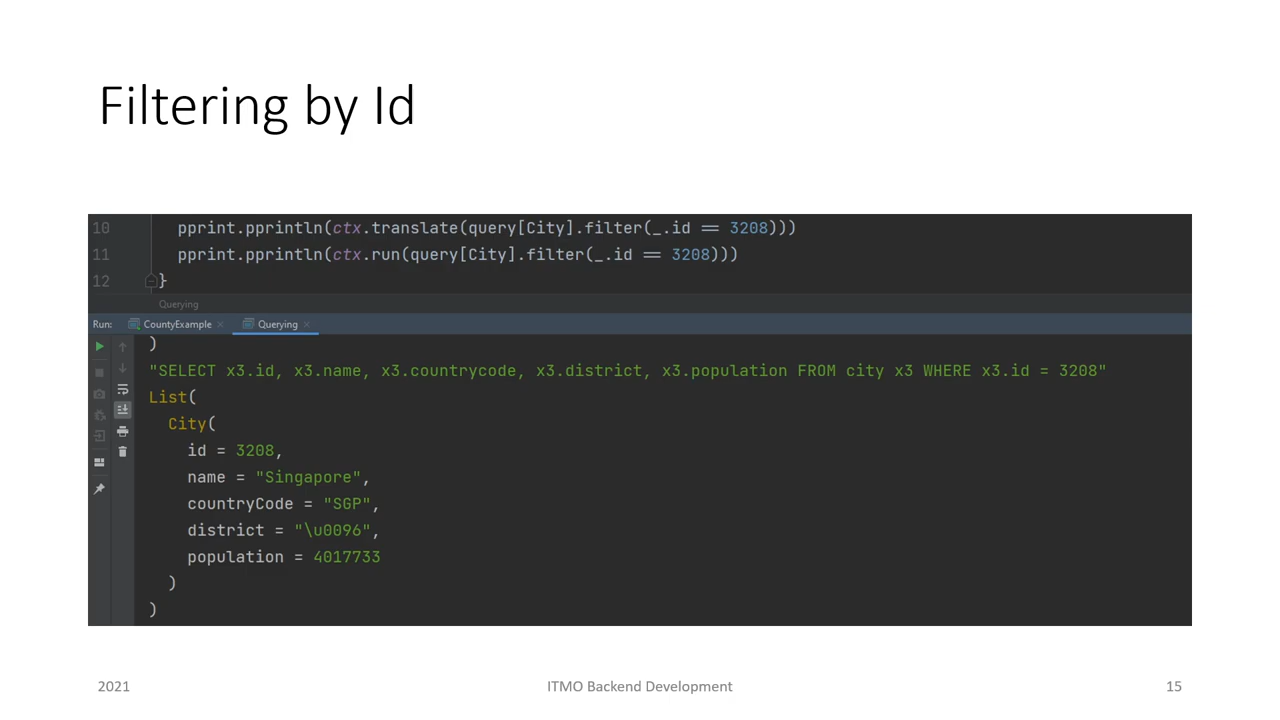 Filtering by Id
10 pprint.pprintln(ctx.translate(query[City].filter(_.id == 3208)))
11 pprint.pprintln(ctx.run(query[City].filter(_.id == 3208)))
12 }
Querying
Run: CountyExample × Querying ×
)
"SELECT x3.id, x3.name, x3.countrycode, x3.district, x3.population FROM city x3 WHERE x3.id = 3208"
List(
City(
id = 3208,
name = "Singapore",
countryCode = "SGP",
district = "\u0096",
population = 4017733
)
)
2021 ITMO Backend Development 15